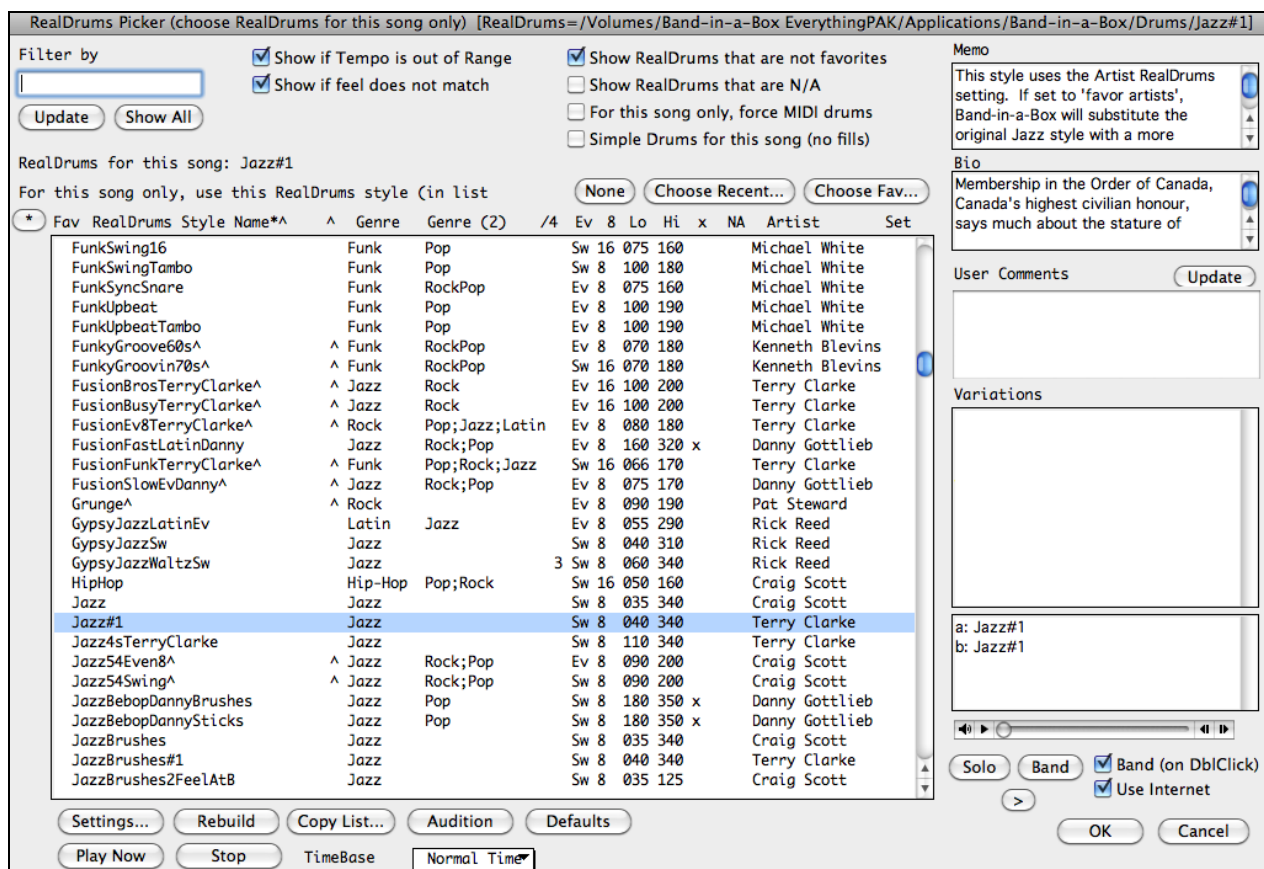 RealDrums Picker (choose RealDrums for this song only) [RealDrums=/Volumes/Band-in-a-Box EverythingPAK/Applications/Band-in-a-Box/Drums/Jazz#1]
Filter by
Show if Tempo is out of Range
Show if feel does not match
Update
Show All
Show RealDrums that are not favorites
Show RealDrums that are N/A
For this song only, force MIDI drums
Simple Drums for this song (no fills)
RealDrums for this song: Jazz#1
For this song only, use this RealDrums style (in list
None
Choose Recent...
Choose Fav...
* Fav RealDrums Style Name*^ ^ Genre Genre (2) /4 Ev 8 Lo Hi x NA Artist Set
FunkSwing16 Funk Pop Sw 16 075 160 Michael White
FunkSwingTambo Funk Pop Sw 8 100 180 Michael White
FunkSyncSnare Funk RockPop Ev 8 075 160 Michael White
FunkUpbeat Funk Pop Ev 8 100 190 Michael White
FunkUpbeatTambo Funk Pop Ev 8 100 190 Michael White
FunkyGroove60s^ ^ Funk RockPop Ev 8 070 180 Kenneth Blevins
FunkyGroovin70s^ ^ Funk RockPop Sw 16 070 180 Kenneth Blevins
FusionBrosTerryClarke^ ^ Jazz Rock Ev 16 100 200 Terry Clarke
FusionBusyTerryClarke^ ^ Jazz Rock Ev 16 100 200 Terry Clarke
FusionEv8TerryClarke^ ^ Rock Pop;Jazz;Latin Ev 8 080 180 Terry Clarke
FusionFastLatinDanny Jazz Rock;Pop Ev 8 160 320 x Danny Gottlieb
FusionFunkTerryClarke^ ^ Funk Pop;Rock;Jazz Sw 16 066 170 Terry Clarke
FusionSlowEvDanny^ ^ Jazz Rock;Pop Ev 8 075 170 Danny Gottlieb
Grunge^ ^ Rock Ev 8 090 190 Pat Steward
GypsyJazzLatinEv Latin Jazz Ev 8 055 290 Rick Reed
GypsyJazzSw Jazz Sw 8 040 310 Rick Reed
GypsyJazzWaltzSw Jazz 3 Sw 8 060 340 Rick Reed
HipHop Hip-Hop Pop;Rock Sw 16 050 160 Craig Scott
Jazz Jazz Sw 8 035 340 Craig Scott
Jazz#1 Jazz Sw 8 040 340 Terry Clarke
Jazz4sTerryClarke Jazz Sw 8 110 340 Terry Clarke
Jazz54Even8^ ^ Jazz Rock;Pop Ev 8 090 200 Craig Scott
Jazz54Swing^ ^ Jazz Rock;Pop Sw 8 090 200 Craig Scott
JazzBebopDannyBrushes Jazz Pop Sw 8 180 350 x Danny Gottlieb
JazzBebopDannySticks Jazz Pop Sw 8 180 350 x Danny Gottlieb
JazzBrushes Jazz Sw 8 035 340 Craig Scott
JazzBrushes#1 Jazz Sw 8 040 340 Terry Clarke
JazzBrushes2FeelAtB Jazz Sw 8 035 125 Craig Scott
Settings...
Rebuild
Copy List...
Audition
Defaults
Play Now
Stop
TimeBase
Normal Time
Memo
This style uses the Artist RealDrums
setting. If set to 'favor artists',
Band-in-a-Box will substitute the
original Jazz style with a more
Bio
Membership in the Order of Canada,
Canada's highest civilian honour,
says much about the stature of
User Comments
Update
Variations
a: Jazz#1
b: Jazz#1
Solo
Band
Band (on DblClick)
Use Internet
>
OK
Cancel